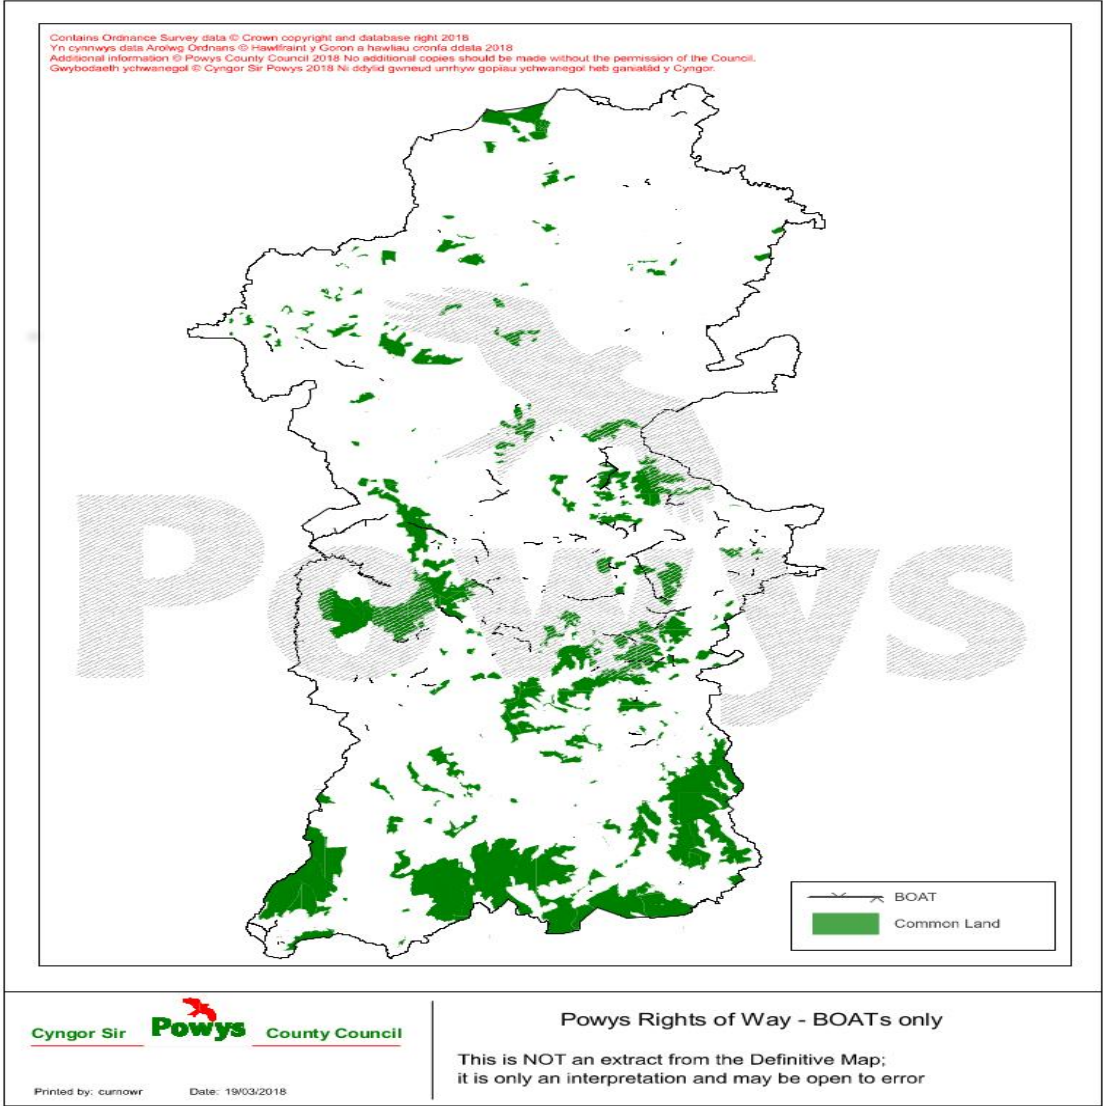 Contains Ordnance Survey data © Crown copyright and database right 2018
Yn cynnwys data Arolwg Ordnans © Hawlfraint y Goron a hawliau cronfa ddata 2018
Additional information © Powys County Council 2018 No additional copies should be made without the permission of the Council.
Gwybodaeth ychwanegol © Cyngor Sir Powys 2018 Ni ddylid gwneud unrhyw gopïau ychwanegol heb ganiatâd y Cyngor.
Powys
BOAT
Common Land
Cyngor Sir Powys County Council
Printed by: curnowr Date: 19/03/2018
Powys Rights of Way - BOATs only
This is NOT an extract from the Definitive Map;
it is only an interpretation and may be open to error